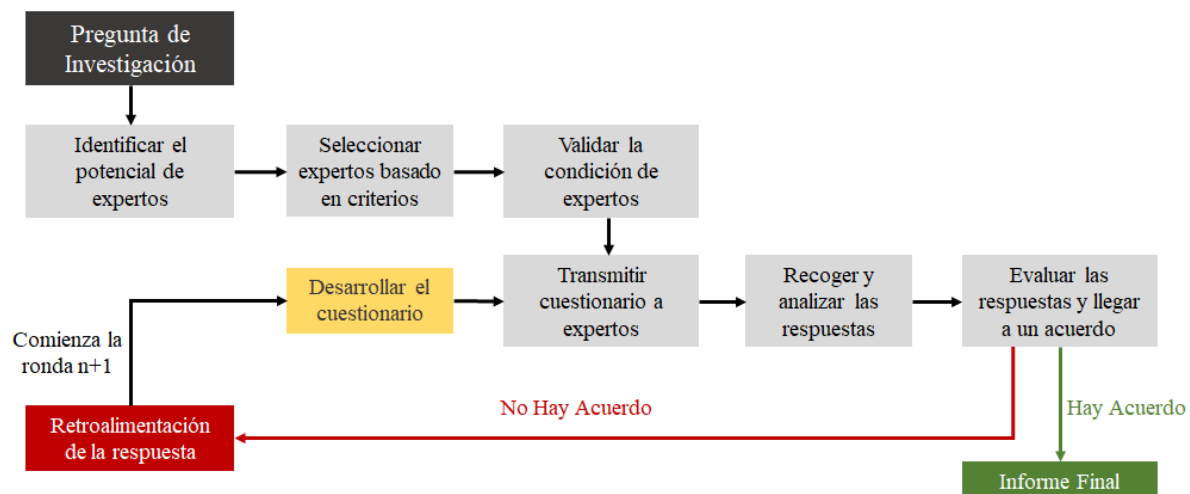 Pregunta de
Investigación
Identificar el
potencial de
expertos
Seleccionar
expertos basado
en criterios
Validar la
condición de
expertos
Desarrollar el
cuestionario
Transmitir
cuestionario a
expertos
Recoger y
analizar las
respuestas
Evaluar las
respuestas y llegar
a un acuerdo
Comienza la
ronda n+1
No Hay Acuerdo
Hay Acuerdo
Retroalimentación
de la respuesta
Informe Final